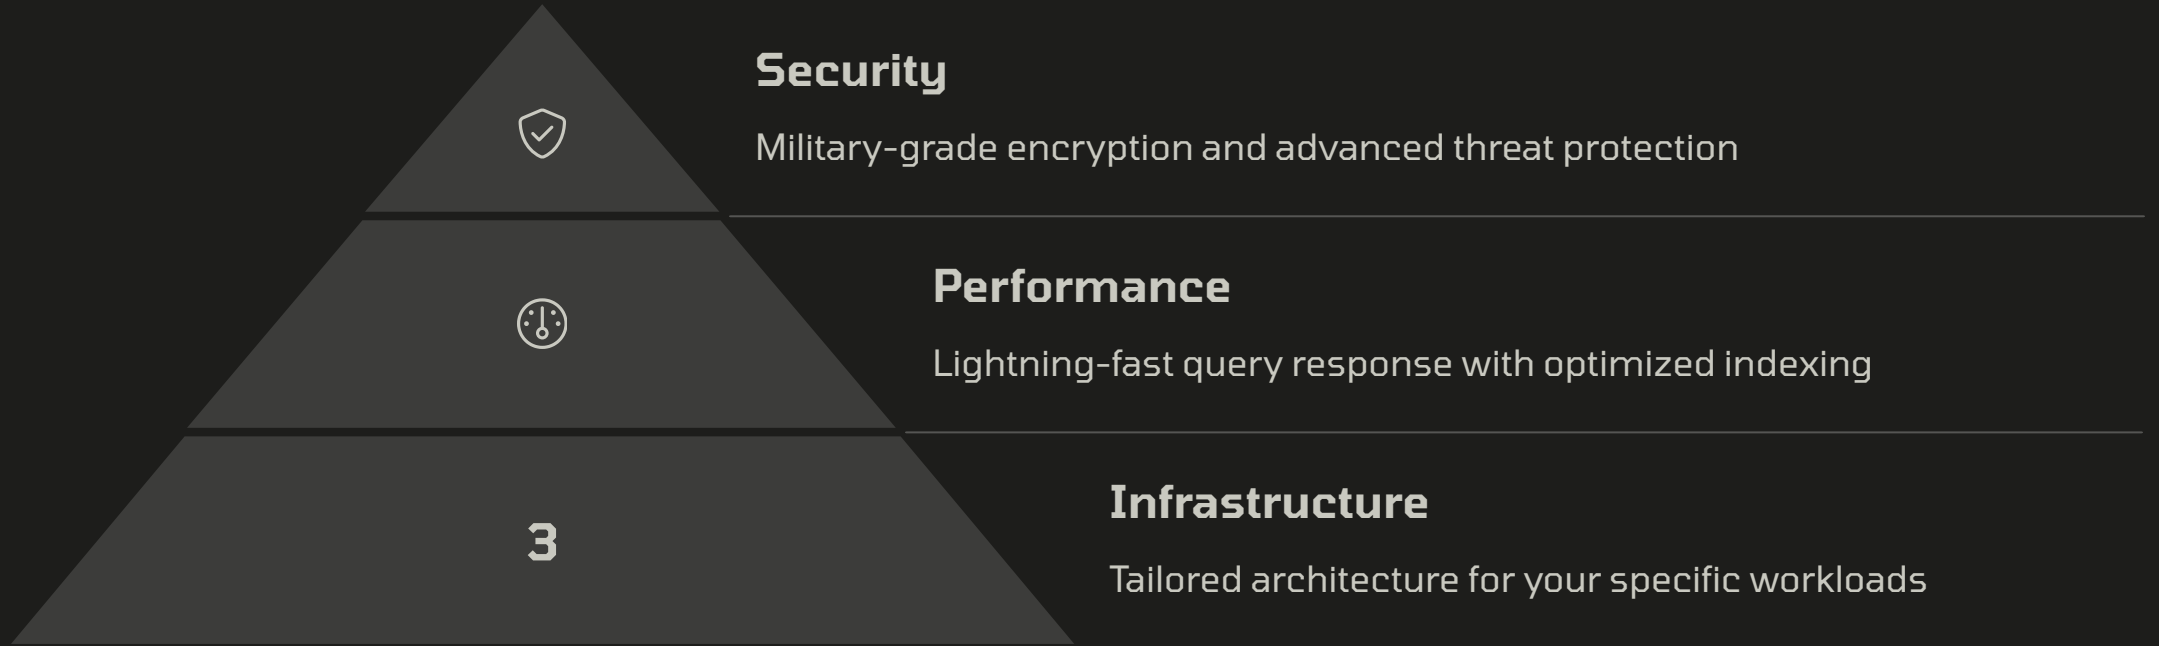 Security
Military-grade encryption and advanced threat protection
Performance
Lightning-fast query response with optimized indexing
3
Infrastructure
Tailored architecture for your specific workloads